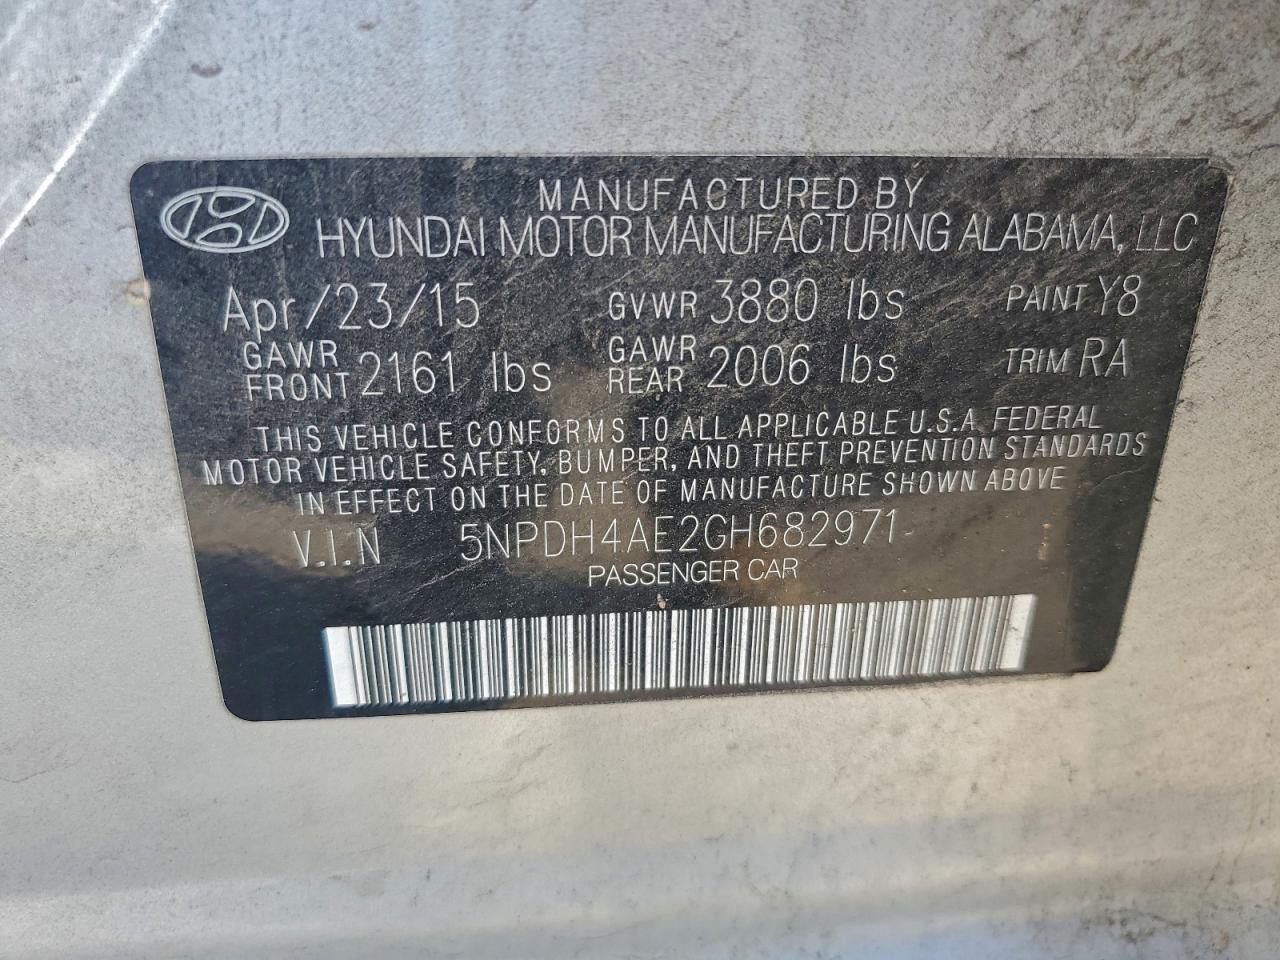 MANUFACTURED BY
HYUNDAI MOTOR MANUFACTURING ALABAMA, LLC
Apr/23/15 GVWR 3880 lbs PAINT Y8
GAWR FRONT 2161 lbs GAWR REAR 2006 lbs TRIM RA
THIS VEHICLE CONFORMS TO ALL APPLICABLE U.S.A. FEDERAL
MOTOR VEHICLE SAFETY, BUMPER, AND THEFT PREVENTION STANDARDS
IN EFFECT ON THE DATE OF MANUFACTURE SHOWN ABOVE
V.I.N 5NPDH4AE2GH682971
PASSENGER CAR